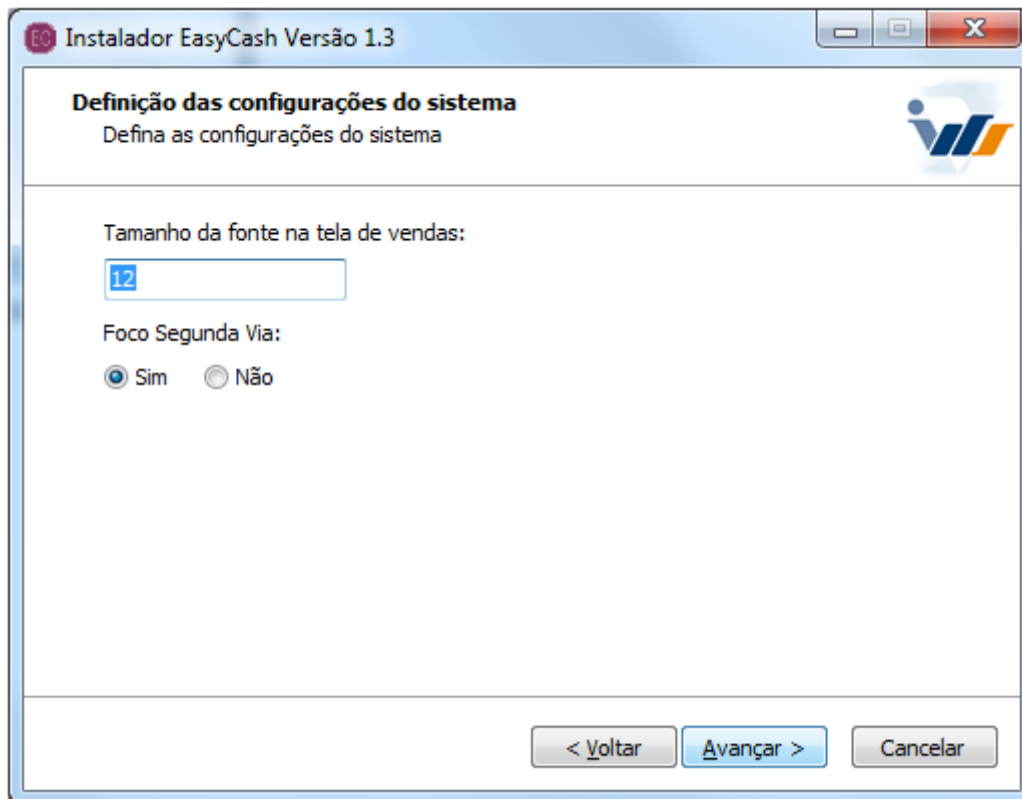 EC Instalador EasyCash Versão 1.3
Definição das configurações do sistema
Defina as configurações do sistema
Tamanho da fonte na tela de vendas:
12
Foco Segunda Via:
Sim Não
< Voltar Avançar > Cancelar